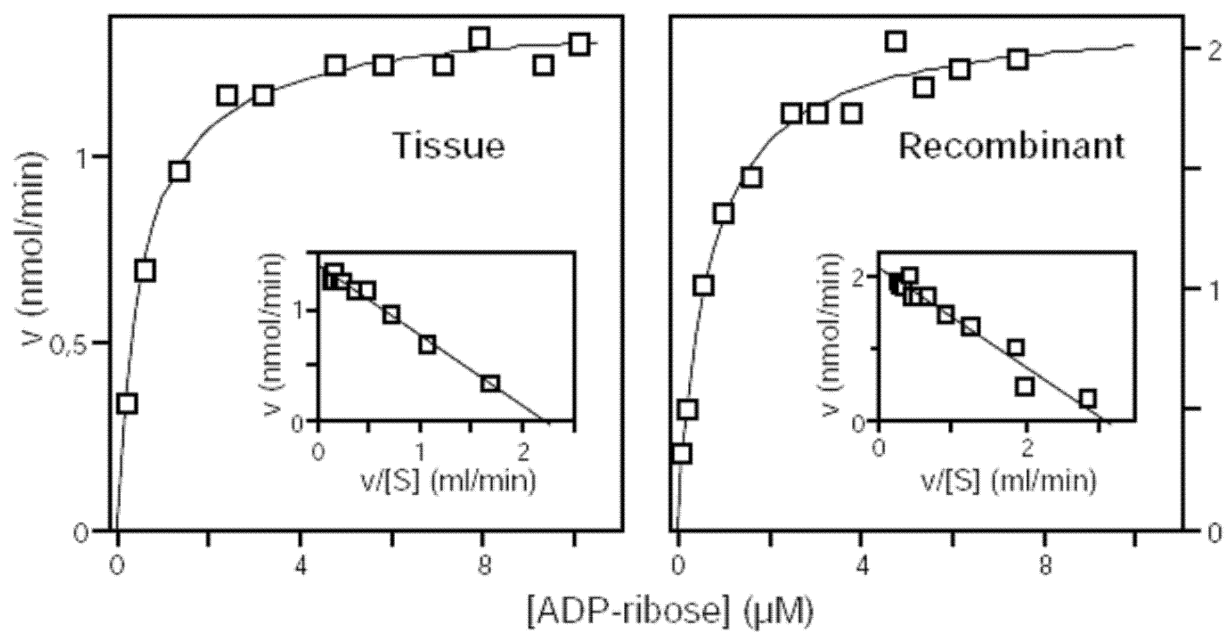 Tissue
v (nmol/min)
1
0,5
0
0 4 8
v (nmol/min)
1
0
0 1 2
v/[S] (ml/min)
Recombinant
2
1
0
0 4 8
v (nmol/min)
2
0
0 2
v/[S] (ml/min)
[ADP-ribose] (μM)